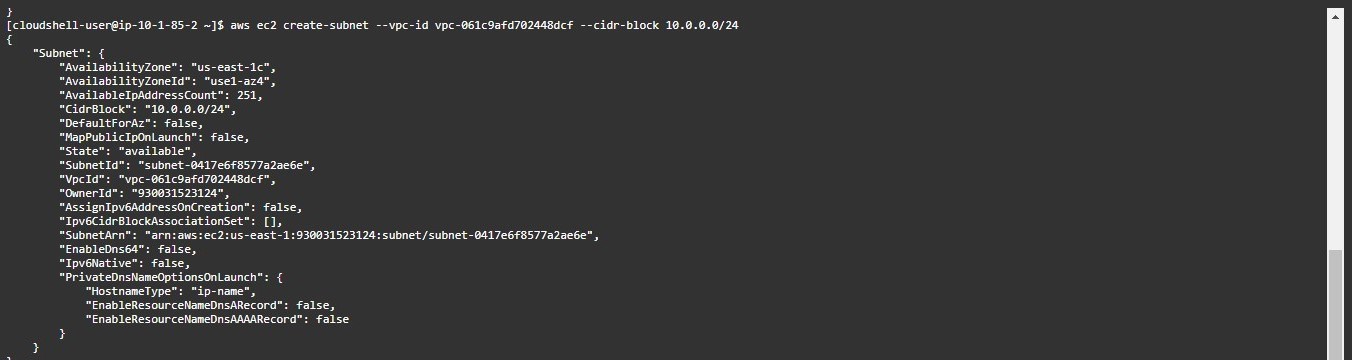 }
[cloudshell-user@ip-10-1-85-2 ~]$ aws ec2 create-subnet --vpc-id vpc-061c9afd702448dcf --cidr-block 10.0.0.0/24
{
    "Subnet": {
        "AvailabilityZone": "us-east-1c",
        "AvailabilityZoneId": "use1-az4",
        "AvailableIpAddressCount": 251,
        "CidrBlock": "10.0.0.0/24",
        "DefaultForAz": false,
        "MapPublicIpOnLaunch": false,
        "State": "available",
        "SubnetId": "subnet-0417e6f8577a2ae6e",
        "VpcId": "vpc-061c9afd702448dcf",
        "OwnerId": "930031523124",
        "AssignIpv6AddressOnCreation": false,
        "Ipv6CidrBlockAssociationSet": [],
        "SubnetArn": "arn:aws:ec2:us-east-1:930031523124:subnet/subnet-0417e6f8577a2ae6e",
        "EnableDns64": false,
        "Ipv6Native": false,
        "PrivateDnsNameOptionsOnLaunch": {
            "HostnameType": "ip-name",
            "EnableResourceNameDnsARecord": false,
            "EnableResourceNameDnsAAAARecord": false
        }
    }